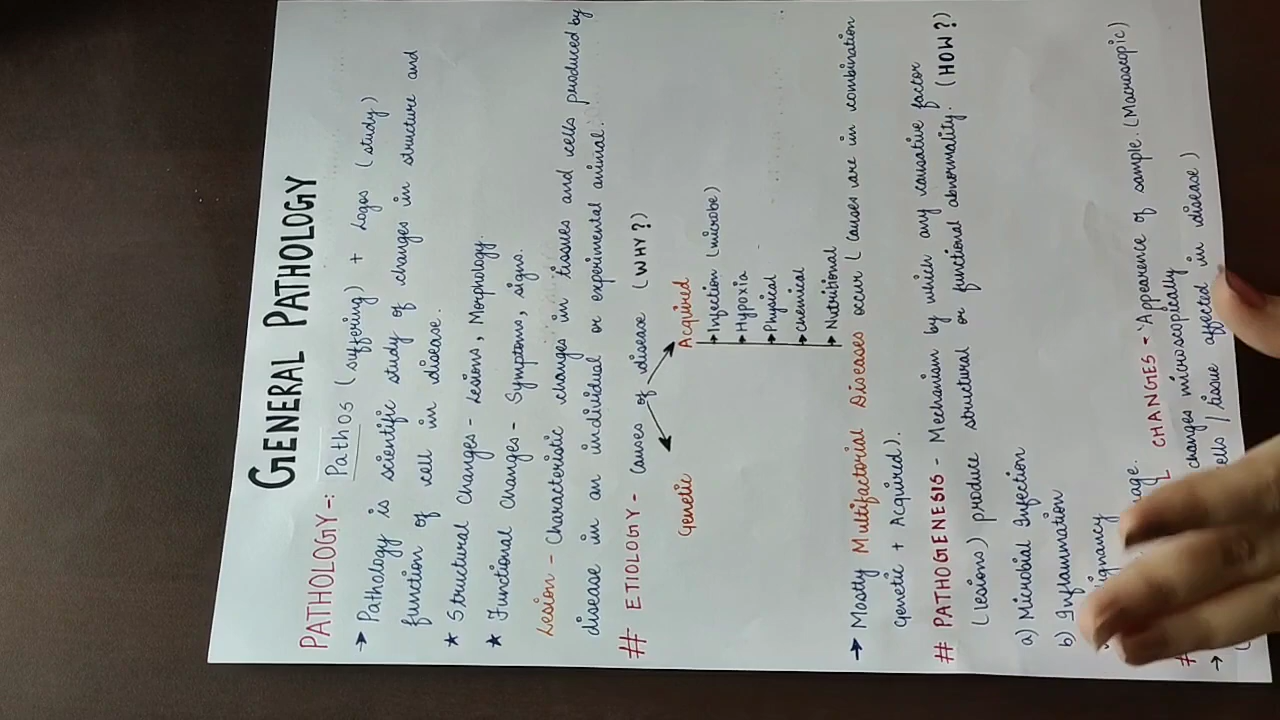 GENERAL PATHOLOGY
PATHOLOGY-: Pathos (suffering) + Logos (study)
→ Pathology is scientific study of changes in structure and
function of cell in disease.
★ Structural Changes - Lesions, Morphology.
★ Functional Changes - Symptoms, signs.
Lesion - Characteristic changes in tissues and cells produced by
disease in an individual or experimental animal.
# ETIOLOGY - Causes of disease (WHY?)
Genetic Acquired
→ Infection (microbe)
→ Hypoxia
→ Physical
→ chemical
→ Nutritional
→ Mostly Multifactorial Diseases occur ( causes are in combination
Genetic + Acquired).
# PATHOGENESIS - Mechanism by which any causative factor
(lesions) produce structural or functional abnormality. (HOW?)
a) Microbial Infection
b) Inflammation
CHANGES - Appearence of sample. (Macroscopic)
→ changes microscopically
tissue affected in disease )